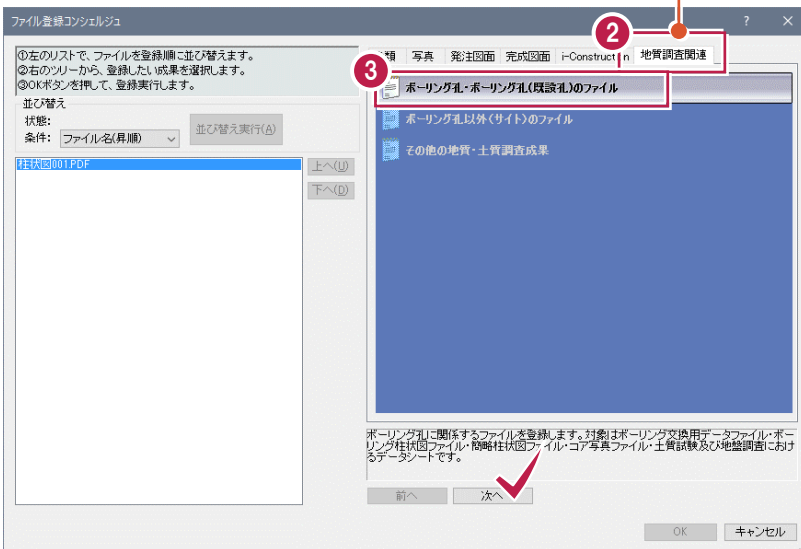 ファイル登録コンシェルジュ
? ×
①左のリストで、ファイルを登録順に並び替えます。
②右のツリーから、登録したい成果を選択します。
③OKボタンを押して、登録実行します。
並び替え
状態:
条件: ファイル名(昇順)
並び替え実行(A)
柱状図001.PDF
上へ(U)
下へ(D)
2
類 写真 発注図面 完成図面 i-Construction 地質調査関連
3
ボーリング孔・ボーリング孔(既設孔)のファイル
ボーリング孔以外(サイト)のファイル
その他の地質・土質調査成果
ボーリング孔に関係するファイルを登録します。対象はボーリング交換用データファイル・ボー
リング柱状図ファイル・簡略柱状図ファイル・コア写真ファイル・土質試験及び地盤調査におけ
るデータシートです。
前へ 次へ
OK キャンセル